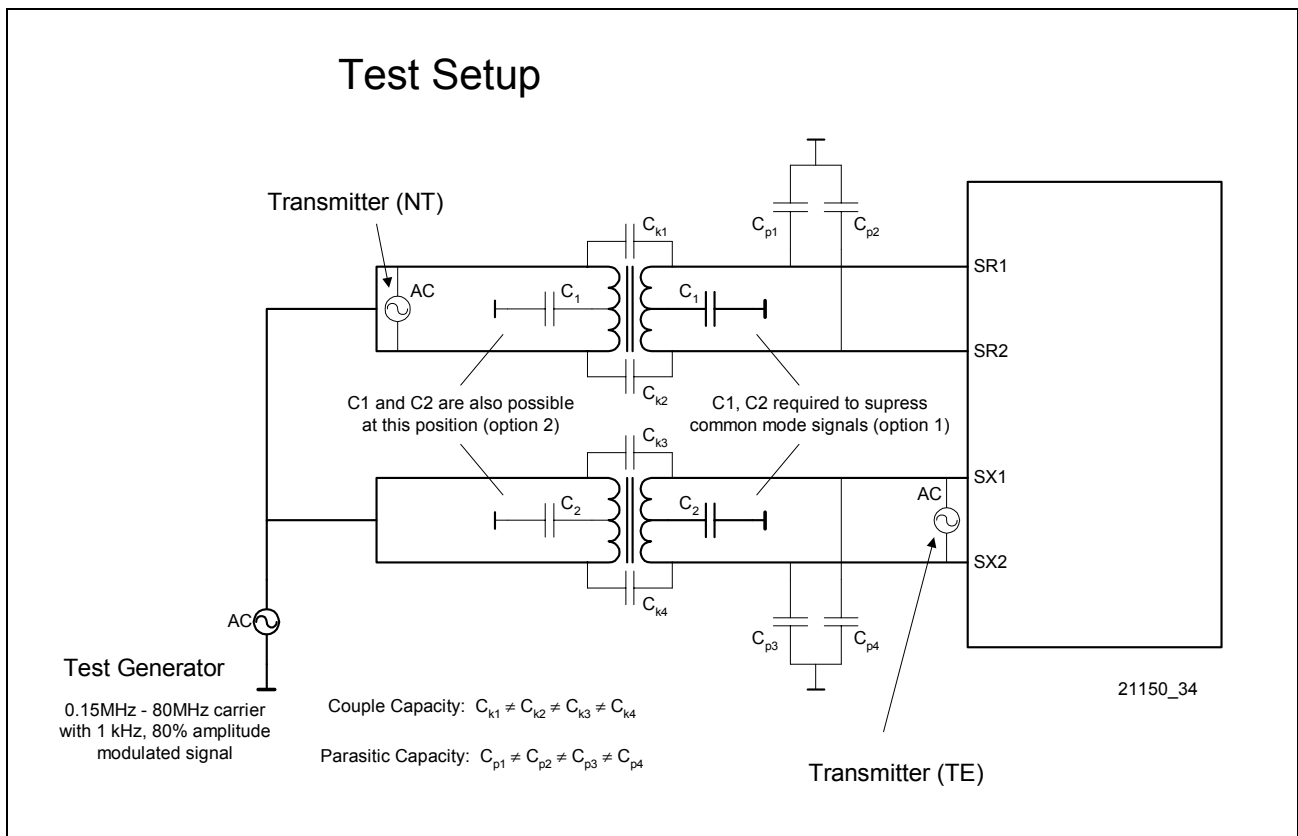 Test Setup
Transmitter (NT)
AC
Ck1
C1
C1
Ck2
Cp1
Cp2
SR1
SR2
C1 and C2 are also possible
at this position (option 2)
C1, C2 required to supress
common mode signals (option 1)
Ck3
C2
C2
Ck4
SX1
AC
SX2
Cp3
Cp4
AC
Test Generator
0.15MHz - 80MHz carrier
with 1 kHz, 80% amplitude
modulated signal
Couple Capacity: Ck1 ≠ Ck2 ≠ Ck3 ≠ Ck4
Parasitic Capacity: Cp1 ≠ Cp2 ≠ Cp3 ≠ Cp4
21150_34
Transmitter (TE)